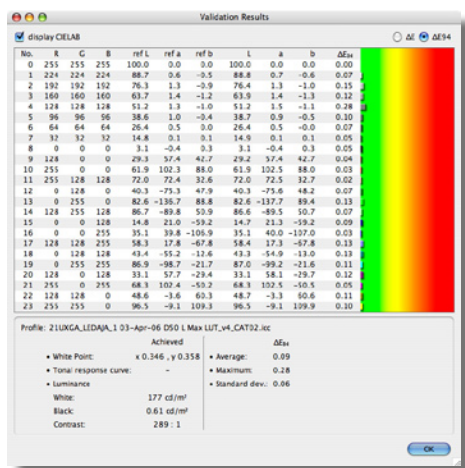 Validation Results
display CIELAB ΔE ΔE94
No. R G B ref L ref a ref b L a b ΔE94
0 255 255 255 100.0 0.0 0.0 100.0 0.0 0.0 0.00
1 224 224 224 88.7 0.6 -0.5 88.8 0.7 -0.6 0.07
2 192 192 192 76.3 1.3 -0.9 76.4 1.3 -1.0 0.15
3 160 160 160 63.7 1.4 -1.2 63.9 1.4 -1.3 0.12
4 128 128 128 51.2 1.3 -1.0 51.2 1.5 -1.1 0.28
5 96 96 96 38.6 1.0 -0.4 38.7 0.9 -0.5 0.10
6 64 64 64 26.4 0.5 0.0 26.4 0.5 -0.0 0.07
7 32 32 32 14.8 0.1 0.1 14.9 0.1 0.1 0.05
8 0 0 0 3.1 -0.4 0.3 3.1 -0.4 0.3 0.05
9 128 0 0 29.3 57.4 42.7 29.2 57.4 42.7 0.04
10 255 0 0 61.9 102.3 88.0 61.9 102.5 88.0 0.03
11 255 128 128 72.0 72.4 32.6 72.0 72.5 32.7 0.02
12 0 128 0 40.3 -75.3 47.9 40.3 -75.6 48.2 0.07
13 0 255 0 82.6 -136.7 88.8 82.6 -137.7 89.4 0.13
14 128 255 128 86.7 -89.8 50.9 86.6 -89.5 50.7 0.07
15 0 0 128 14.8 21.0 -59.2 14.7 21.3 -59.2 0.09
16 0 0 255 35.1 39.8 -106.9 35.1 40.0 -107.0 0.03
17 128 128 255 58.3 17.8 -67.8 58.4 17.3 -67.8 0.13
18 0 128 128 43.4 -55.2 -12.6 43.3 -54.9 -13.0 0.13
19 0 255 255 86.9 -98.7 -21.7 87.0 -99.2 -21.6 0.11
20 128 0 128 33.1 57.7 -29.4 33.1 58.1 -29.7 0.12
21 255 0 255 68.3 102.4 -50.2 68.3 102.5 -50.5 0.05
22 128 128 0 48.6 -3.6 60.3 48.7 -3.3 60.6 0.11
23 255 255 0 96.5 -9.1 109.3 96.5 -9.1 109.9 0.10
Profile: 21UXGA_LEDAJA_1 03-Apr-06 D50 L Max LUT_v4_CAT02.icc
Achieved ΔE94
• White Point: x 0.346 , y 0.358 • Average: 0.09
• Tonal response curve: - • Maximum: 0.28
• Luminance • Standard dev.: 0.06
White: 177 cd/m²
Black: 0.61 cd/m²
Contrast: 289 : 1
OK